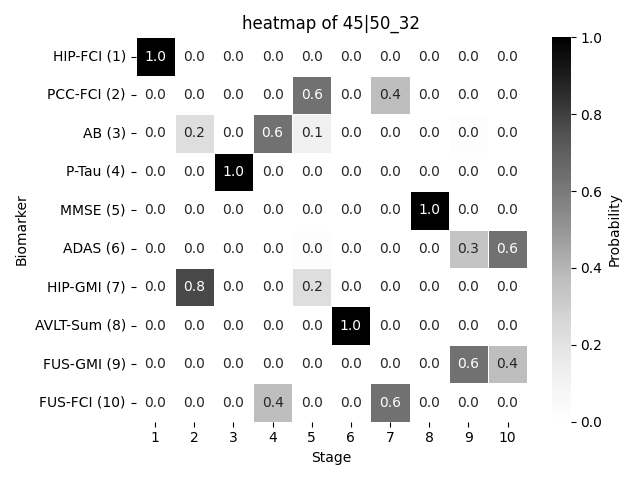 heatmap of 45|50_32
HIP-FCI (1) 1.0 0.0 0.0 0.0 0.0 0.0 0.0 0.0 0.0 0.0
PCC-FCI (2) 0.0 0.0 0.0 0.0 0.6 0.0 0.4 0.0 0.0 0.0
AB (3) 0.0 0.2 0.0 0.6 0.1 0.0 0.0 0.0 0.0 0.0
P-Tau (4) 0.0 0.0 1.0 0.0 0.0 0.0 0.0 0.0 0.0 0.0
MMSE (5) 0.0 0.0 0.0 0.0 0.0 0.0 0.0 1.0 0.0 0.0
ADAS (6) 0.0 0.0 0.0 0.0 0.0 0.0 0.0 0.0 0.3 0.6
HIP-GMI (7) 0.0 0.8 0.0 0.0 0.2 0.0 0.0 0.0 0.0 0.0
AVLT-Sum (8) 0.0 0.0 0.0 0.0 0.0 1.0 0.0 0.0 0.0 0.0
FUS-GMI (9) 0.0 0.0 0.0 0.0 0.0 0.0 0.0 0.0 0.6 0.4
FUS-FCI (10) 0.0 0.0 0.0 0.4 0.0 0.0 0.6 0.0 0.0 0.0
1 2 3 4 5 6 7 8 9 10
Stage
Biomarker
1.0
0.8
0.6
0.4
0.2
0.0
Probability